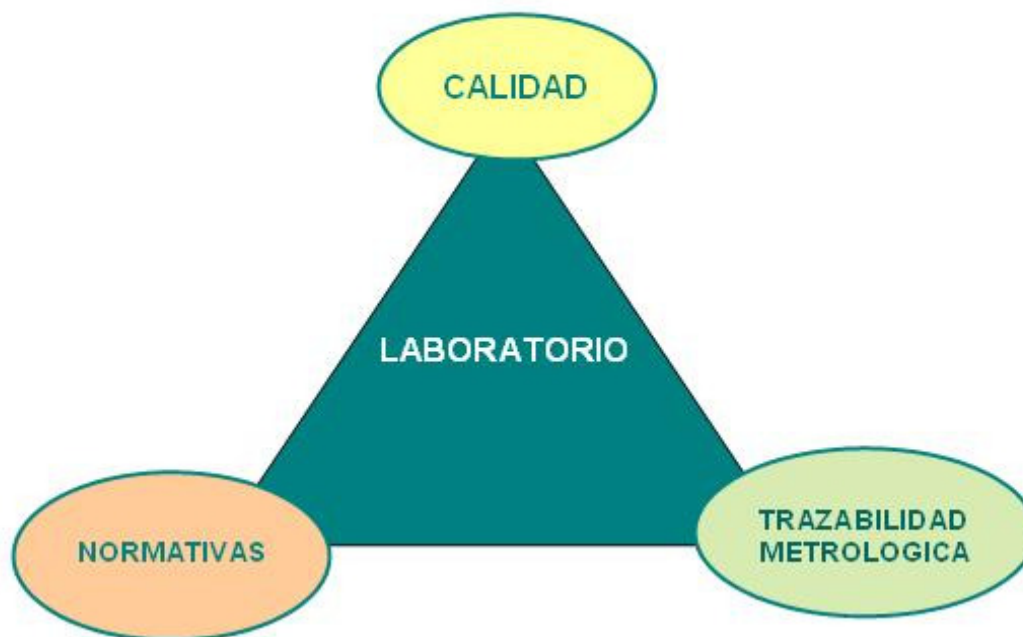 CALIDAD
LABORATORIO
NORMATIVAS
TRAZABILIDAD
METROLOGICA